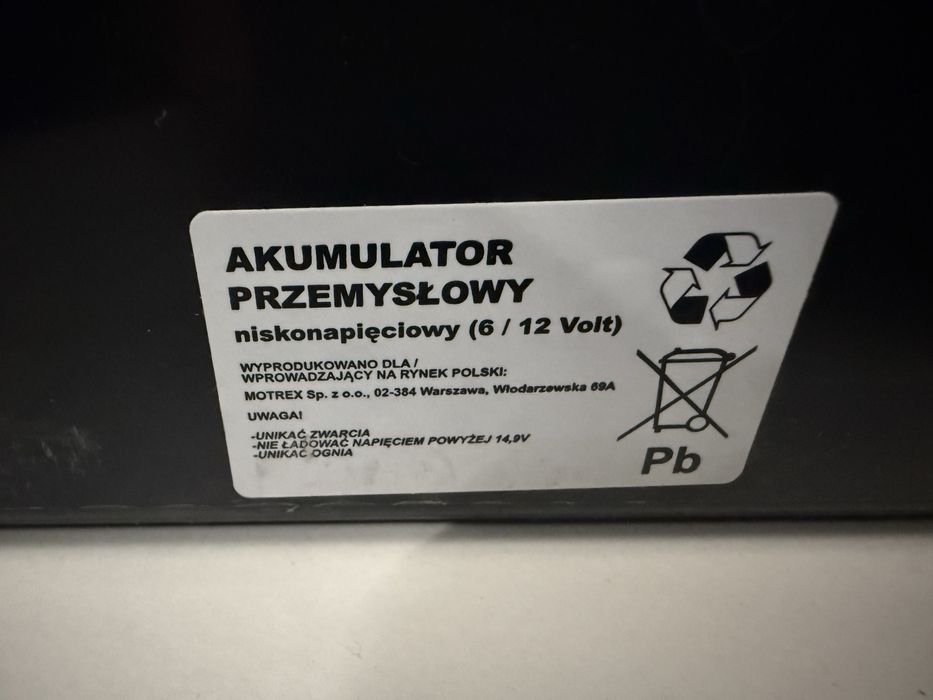 AKUMULATOR
PRZEMYSŁOWY
niskonapięciowy (6 / 12 Volt)
WYPRODUKOWANO DLA /
WPROWADZAJĄCY NA RYNEK POLSKI:
MOTREX Sp. z o.o., 02-384 Warszawa, Włodarzewska 69A
UWAGA!
-UNIKAĆ ZWARCIA
-NIE ŁADOWAĆ NAPIĘCIEM POWYŻEJ 14,9V
-UNIKAĆ OGNIA
Pb